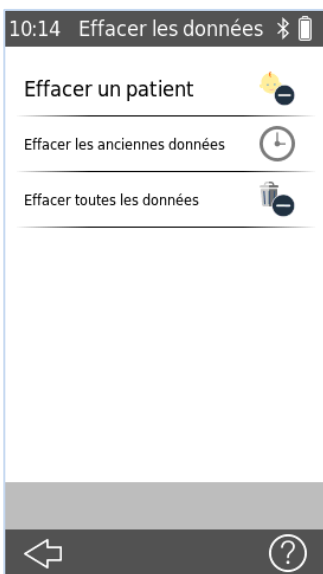 10:14 Effacer les données
Effacer un patient
Effacer les anciennes données
Effacer toutes les données
?